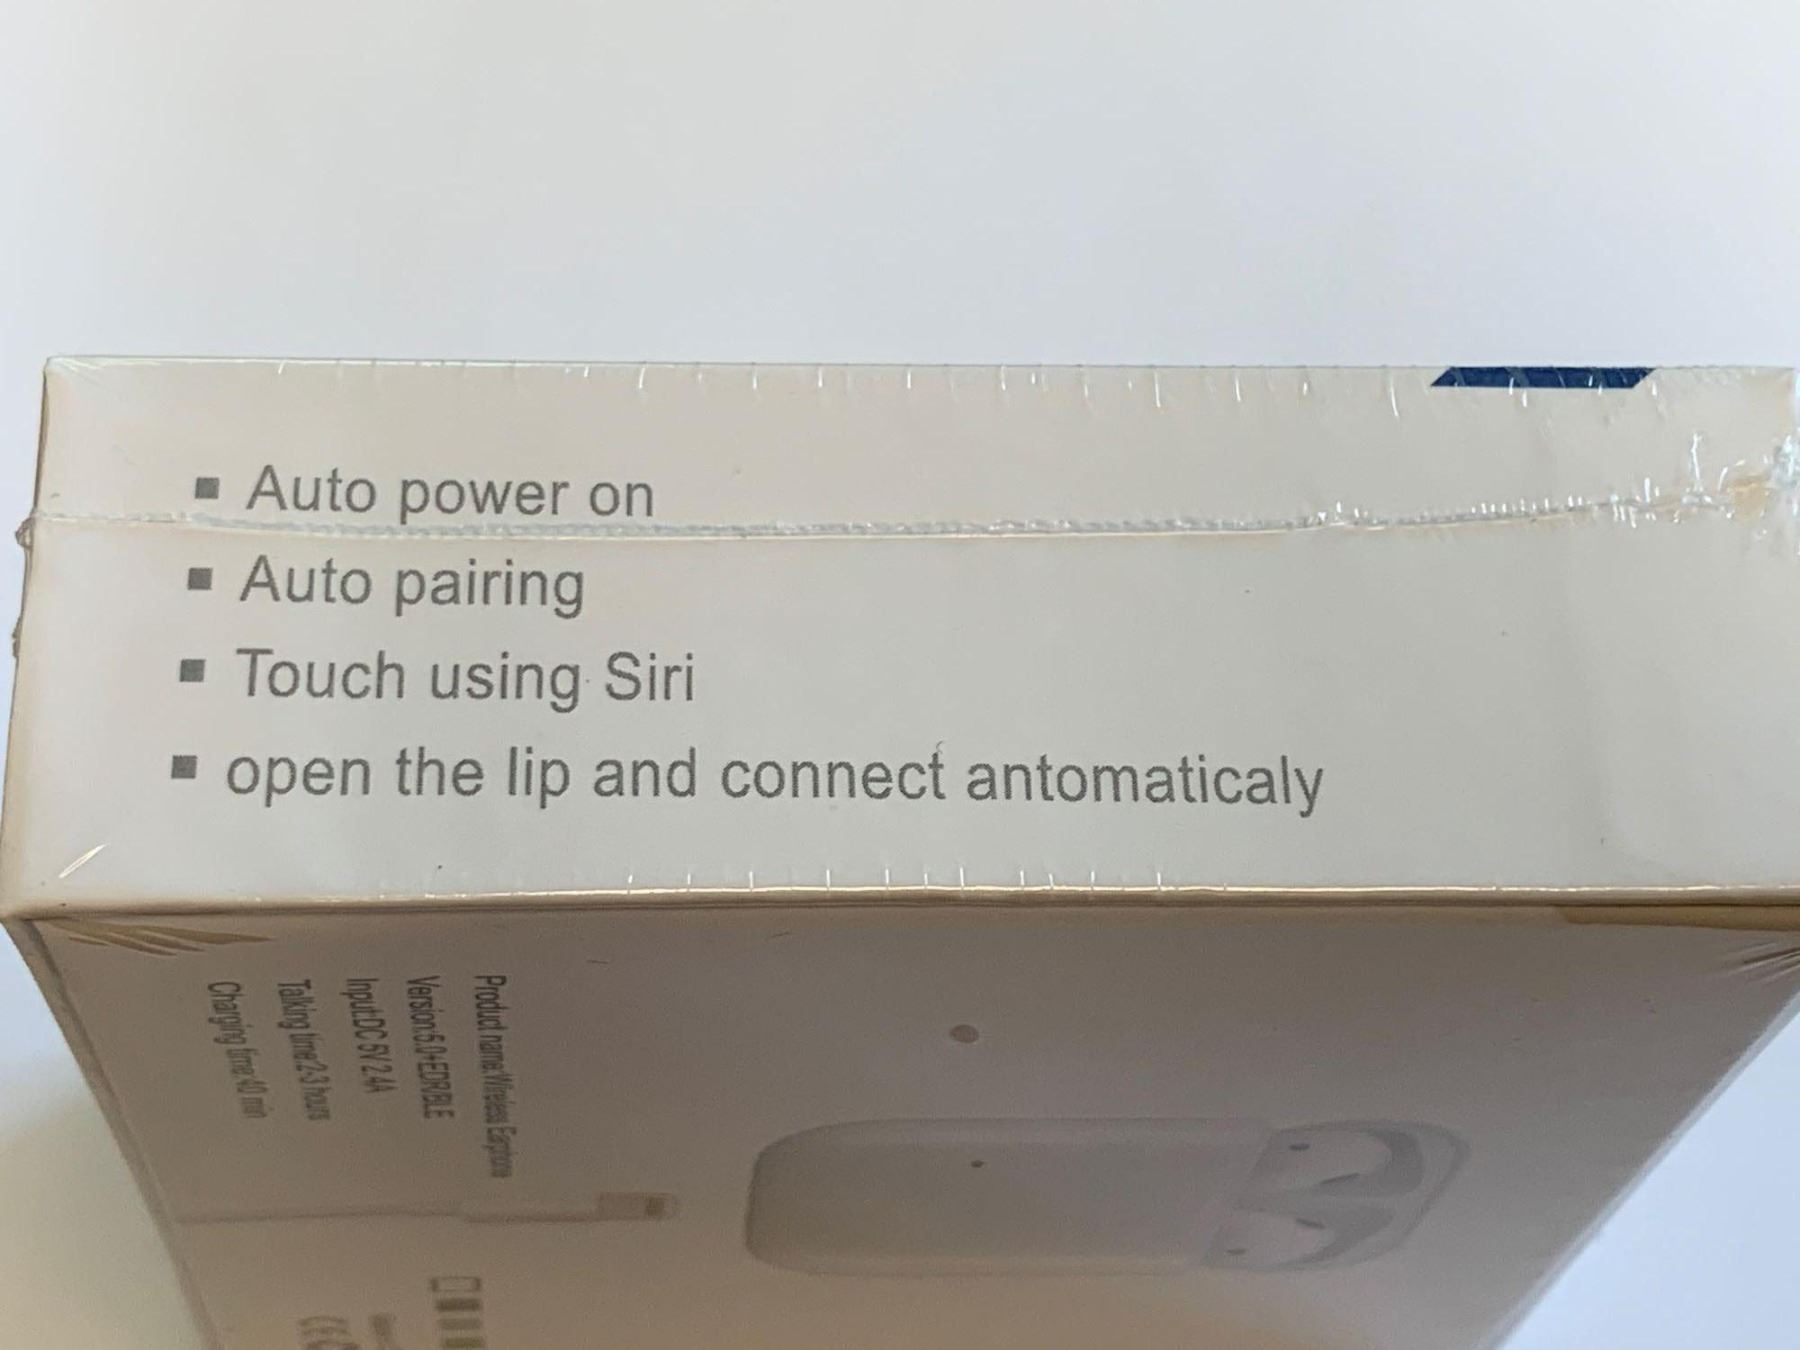 ▪ Auto power on
▪ Auto pairing
▪ Touch using Siri
▪ open the lip and connect antomaticaly
Product name:Wireless Earphone
Version:5.0+EDR/BLE
Input:DC 5V 2.4A
Talking time:2-3 hours
Charging time:40 min